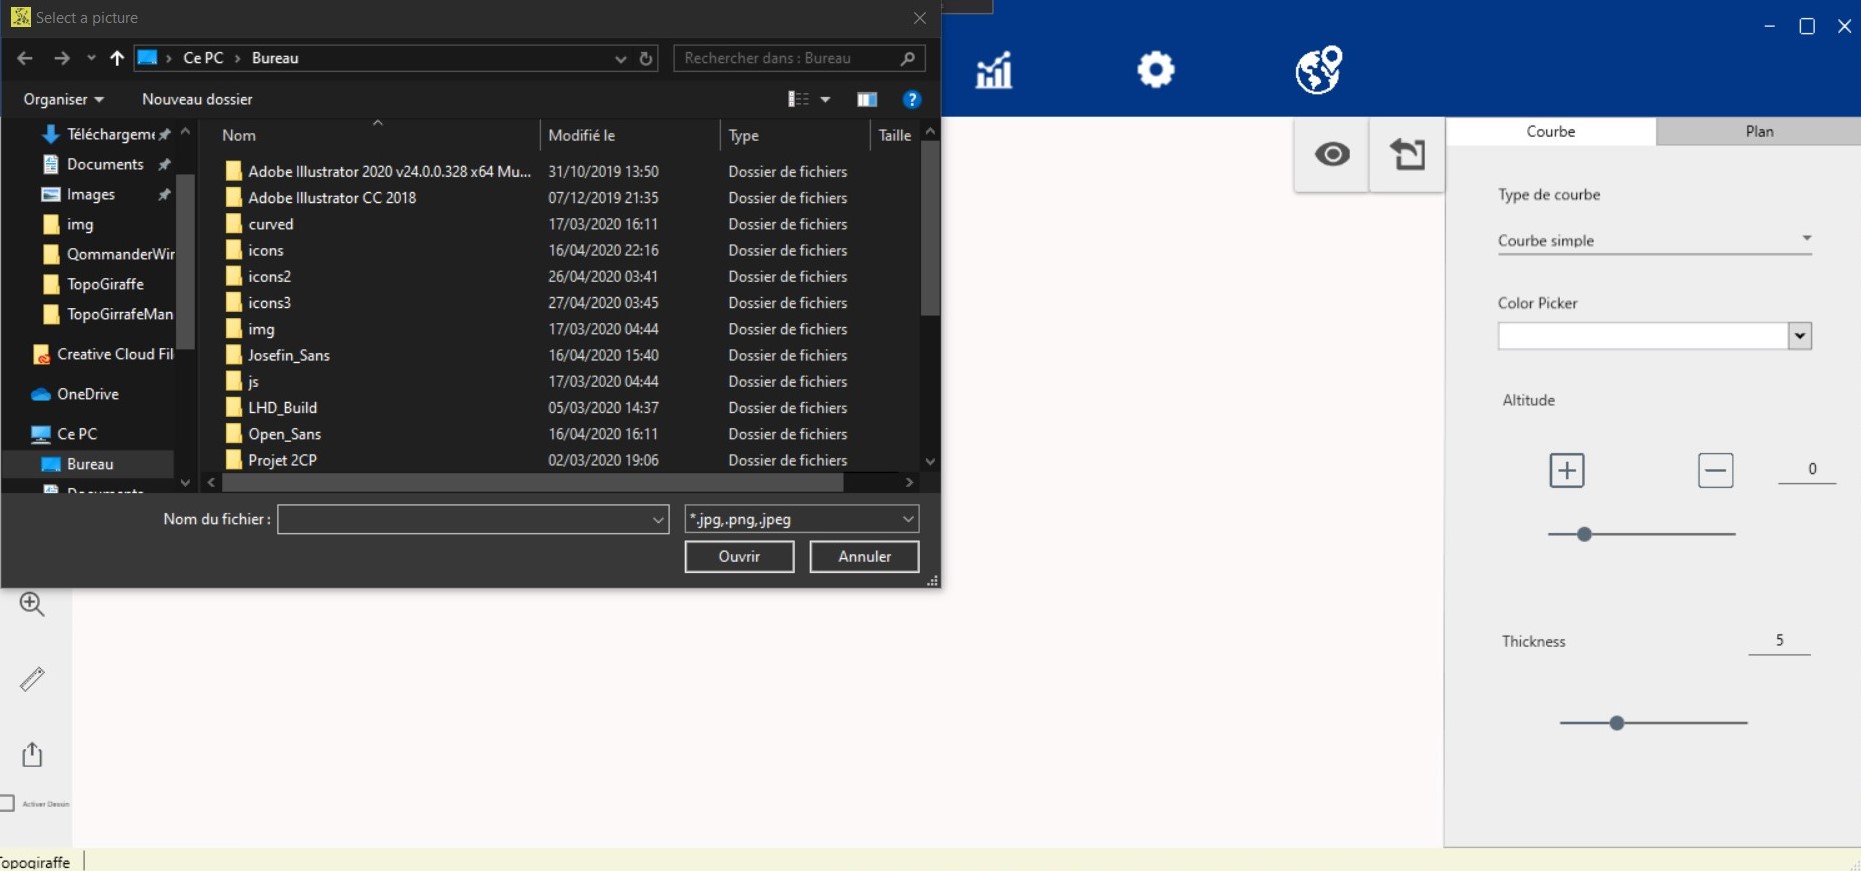 Select a picture
Ce PC > Bureau
Rechercher dans : Bureau
Organiser
Nouveau dossier
Téléchargeme
Documents
Images
img
QommanderWir
TopoGiraffe
TopoGirrafeMan
Creative Cloud Fil
OneDrive
Ce PC
Bureau
Documents
Nom Modifié le Type Taille
Adobe Illustrator 2020 v24.0.0.328 x64 Mu... 31/10/2019 13:50 Dossier de fichiers
Adobe Illustrator CC 2018 07/12/2019 21:35 Dossier de fichiers
curved 17/03/2020 16:11 Dossier de fichiers
icons 16/04/2020 22:16 Dossier de fichiers
icons2 26/04/2020 03:41 Dossier de fichiers
icons3 27/04/2020 03:45 Dossier de fichiers
img 17/03/2020 04:44 Dossier de fichiers
Josefin_Sans 16/04/2020 15:40 Dossier de fichiers
js 17/03/2020 04:44 Dossier de fichiers
LHD_Build 05/03/2020 14:37 Dossier de fichiers
Open_Sans 16/04/2020 16:11 Dossier de fichiers
Projet 2CP 02/03/2020 19:06 Dossier de fichiers
Nom du fichier :
*.jpg,.png,.jpeg
Ouvrir
Annuler
Courbe
Plan
Type de courbe
Courbe simple
Color Picker
Altitude
0
Thickness
5
Activer Dessin
Topogiraffe